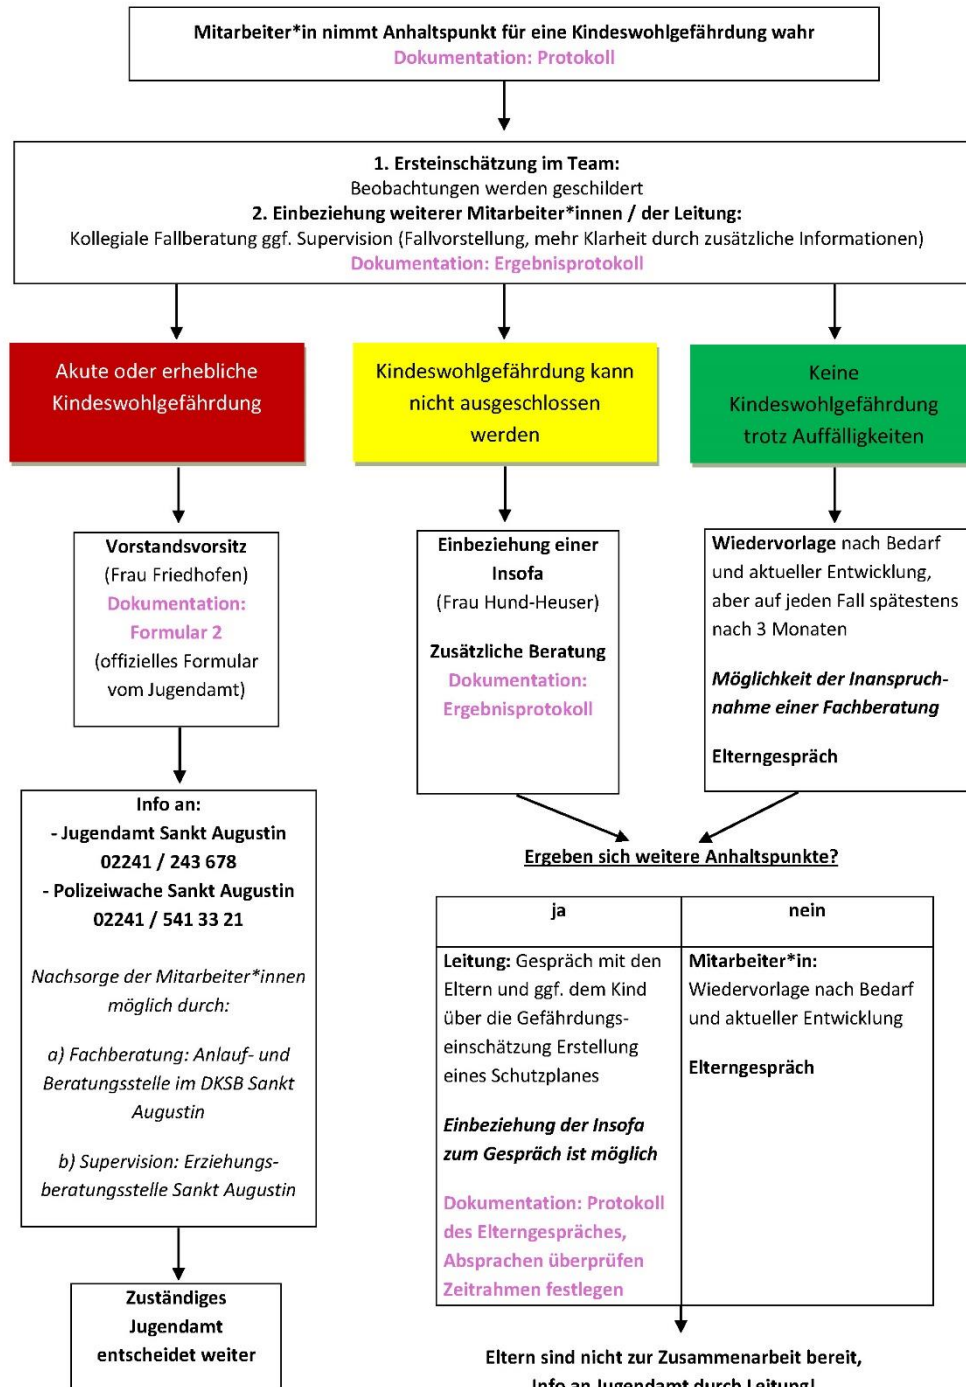 Mitarbeiter*in nimmt Anhaltspunkt für eine Kindeswohlgefährdung wahr
Dokumentation: Protokoll
1. Ersteinschätzung im Team:
Beobachtungen werden geschildert
2. Einbeziehung weiterer Mitarbeiter*innen / der Leitung:
Kollegiale Fallberatung ggf. Supervision (Fallvorstellung, mehr Klarheit durch zusätzliche Informationen)
Dokumentation: Ergebnisprotokoll
Akute oder erhebliche
Kindeswohlgefährdung
Kindeswohlgefährdung kann
nicht ausgeschlossen
werden
Keine
Kindeswohlgefährdung
trotz Auffälligkeiten
Vorstandsvorsitz
(Frau Friedhofen)
Dokumentation:
Formular 2
(offizielles Formular
vom Jugendamt)
Einbeziehung einer
Insofa
(Frau Hund-Heuser)
Zusätzliche Beratung
Dokumentation:
Ergebnisprotokoll
Wiedervorlage nach Bedarf
und aktueller Entwicklung,
aber auf jeden Fall spätestens
nach 3 Monaten
Möglichkeit der Inanspruch-
nahme einer Fachberatung
Elterngespräch
Info an:
- Jugendamt Sankt Augustin
02241 / 243 678
- Polizeiwache Sankt Augustin
02241 / 541 33 21
Nachsorge der Mitarbeiter*innen
möglich durch:
a) Fachberatung: Anlauf- und
Beratungsstelle im DKSB Sankt
Augustin
b) Supervision: Erziehungs-
beratungsstelle Sankt Augustin
Zuständiges
Jugendamt
entscheidet weiter
Ergeben sich weitere Anhaltspunkte?
ja
Leitung: Gespräch mit den
Eltern und ggf. dem Kind
über die Gefährdungs-
einschätzung Erstellung
eines Schutzplanes
Einbeziehung der Insofa
zum Gespräch ist möglich
Dokumentation: Protokoll
des Elterngespräches,
Absprachen überprüfen
Zeitrahmen festlegen
nein
Mitarbeiter*in:
Wiedervorlage nach Bedarf
und aktueller Entwicklung
Elterngespräch
Eltern sind nicht zur Zusammenarbeit bereit,
Info an Jugendamt durch Leitung!